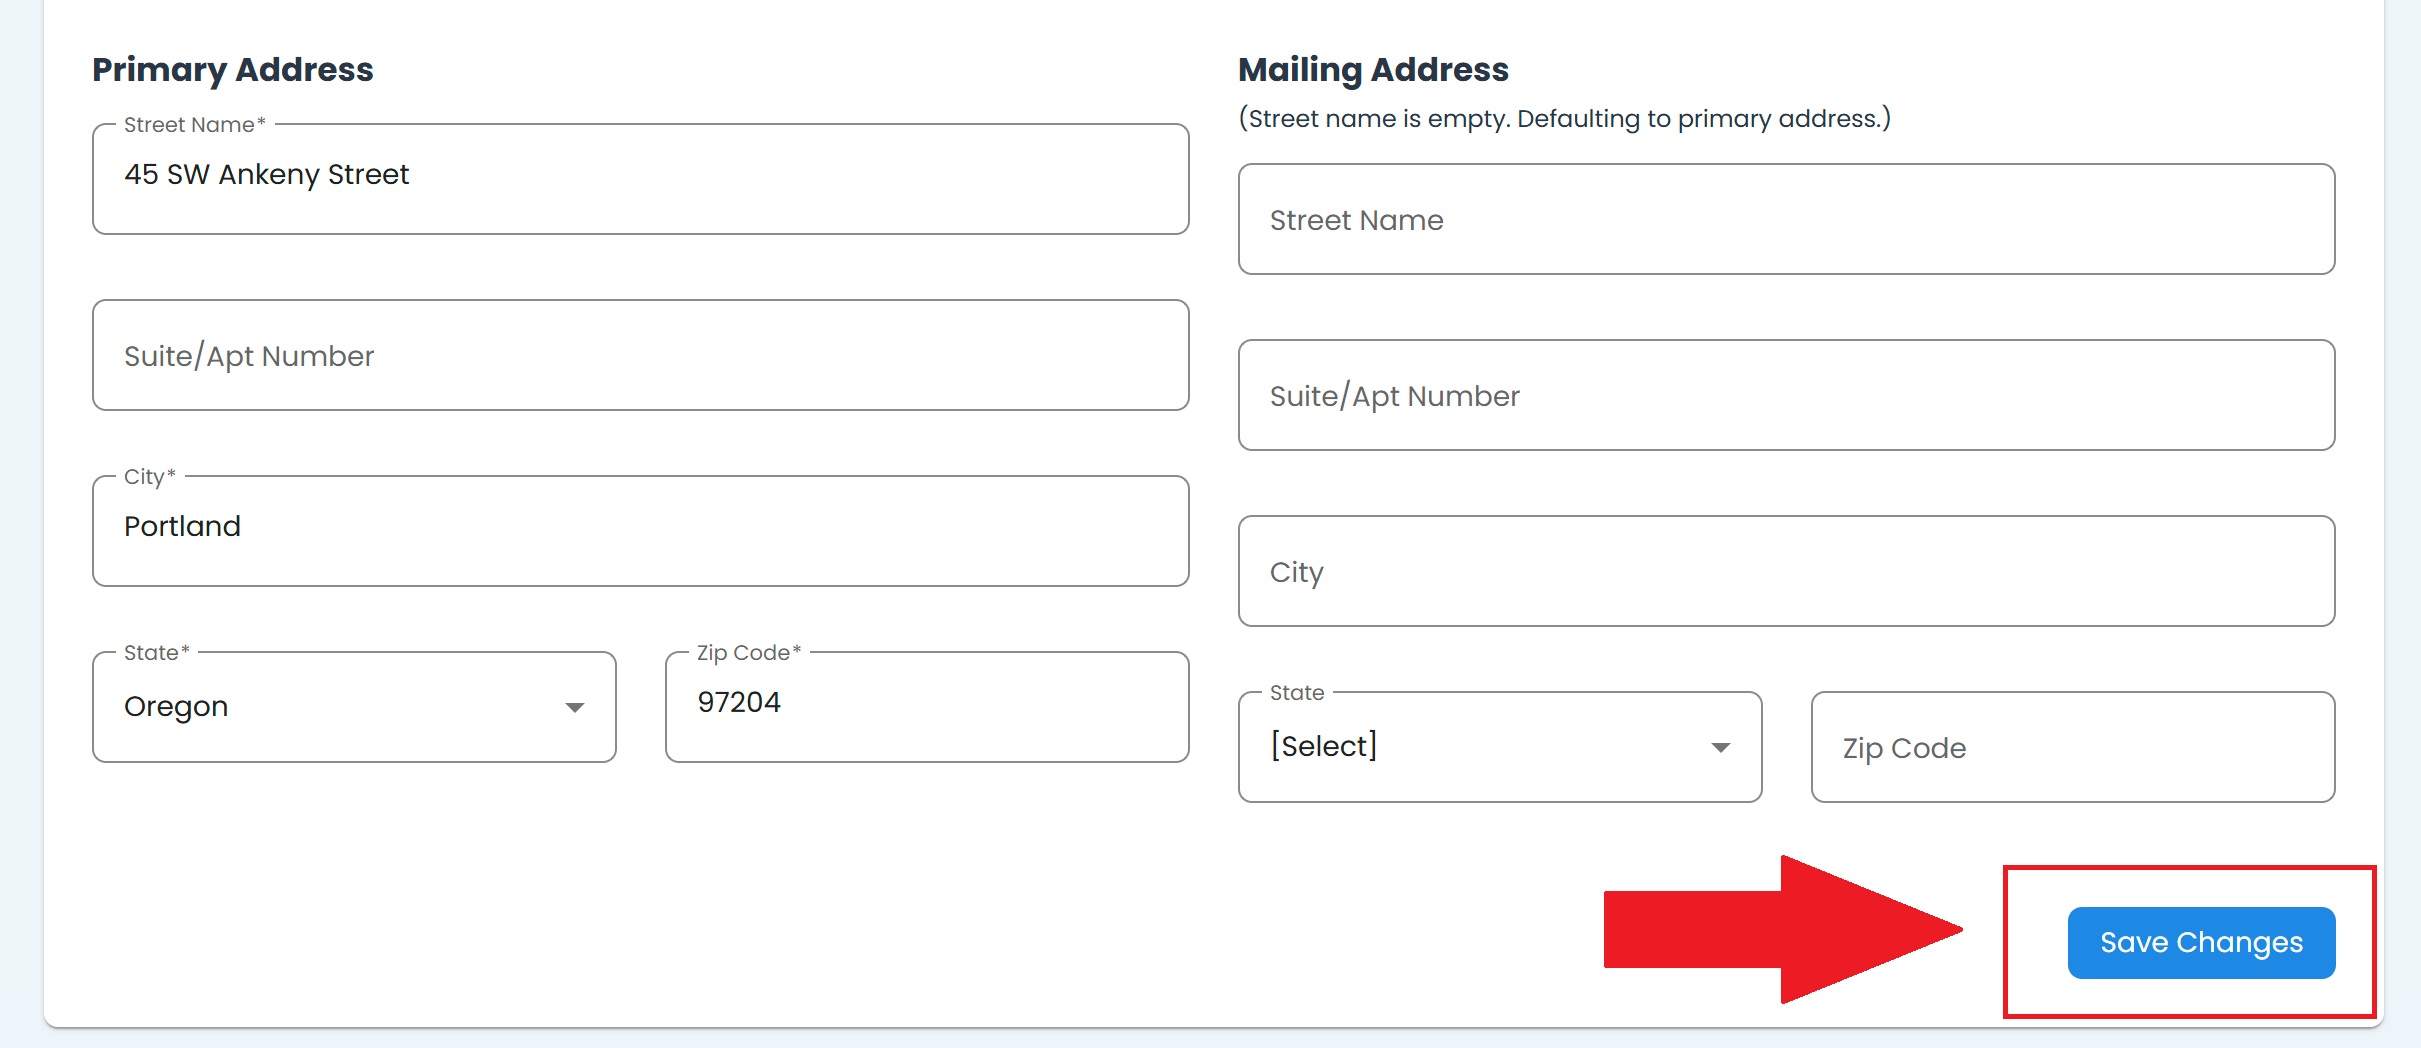 Primary Address
Street Name*
45 SW Ankeny Street
Suite/Apt Number
City*
Portland
State*
Oregon
Zip Code*
97204
Mailing Address
(Street name is empty. Defaulting to primary address.)
Street Name
Suite/Apt Number
City
State
[Select]
Zip Code
Save Changes